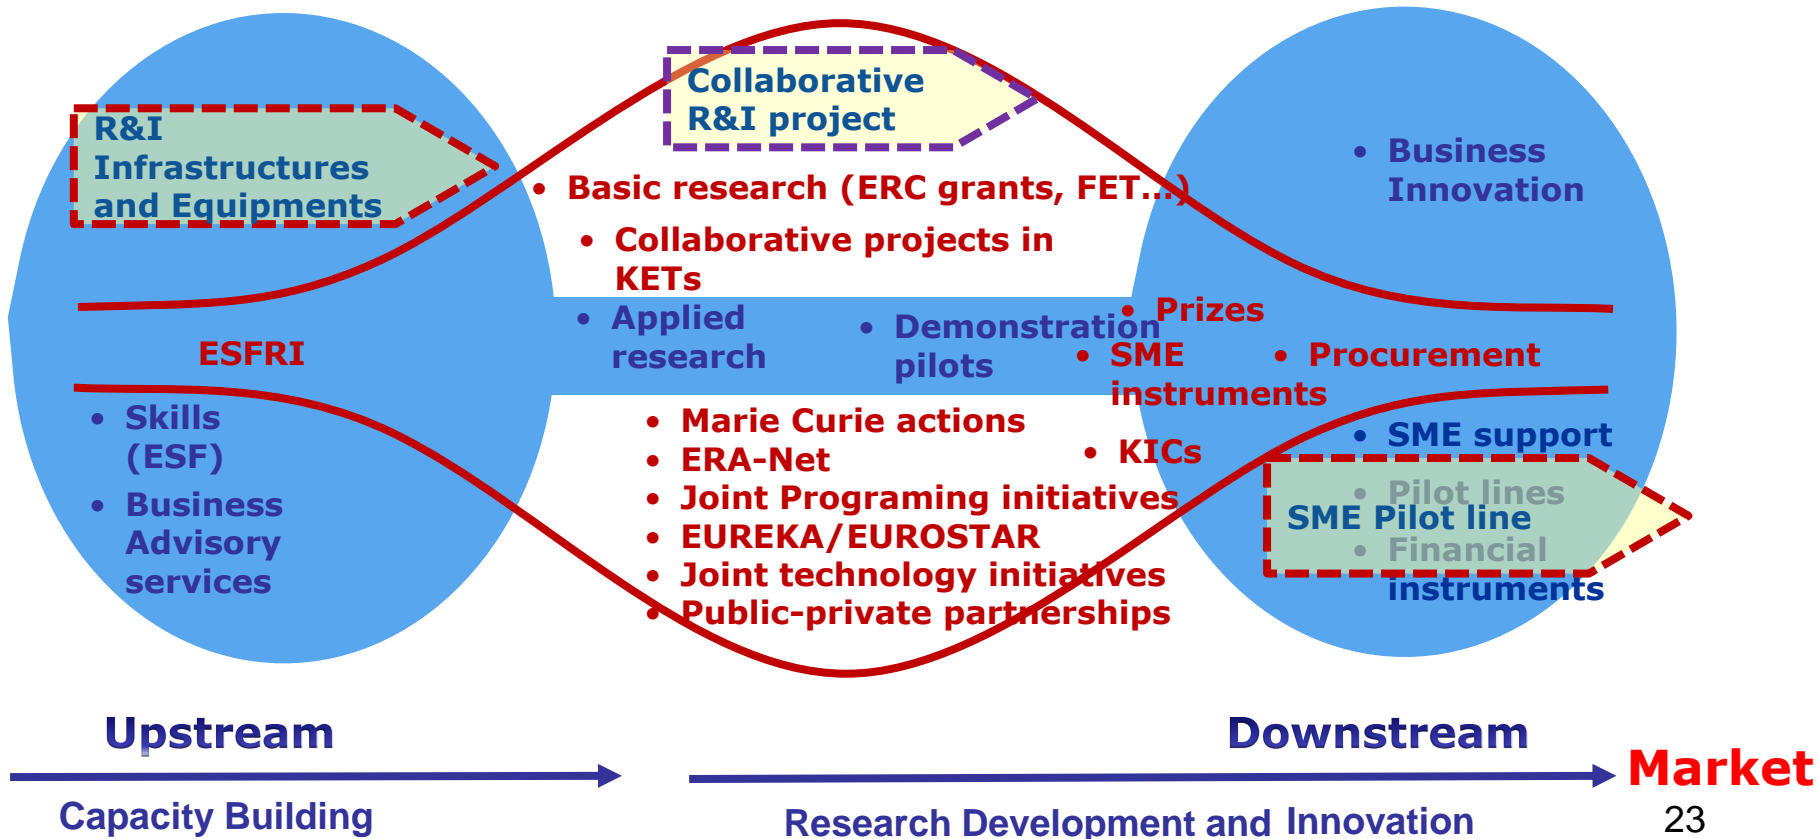 R&I
Infrastructures
and Equipments
ESFRI
• Skills
(ESF)
• Business
Advisory
services
Collaborative
R&I project
• Basic research (ERC grants, FET...)
• Collaborative projects in
KETs
• Applied
research
• Demonstration
pilots
• Marie Curie actions
• ERA-Net
• Joint Programing initiatives
• EUREKA/EUROSTAR
• Joint technology initiatives
• Public-private partnerships
• Prizes
• SME
instruments
• KICs
• Procurement
• Business
Innovation
• SME support
• Pilot lines
SME Pilot line
• Financial
instruments
Upstream
Downstream
Market
Capacity Building
Research Development and Innovation
23